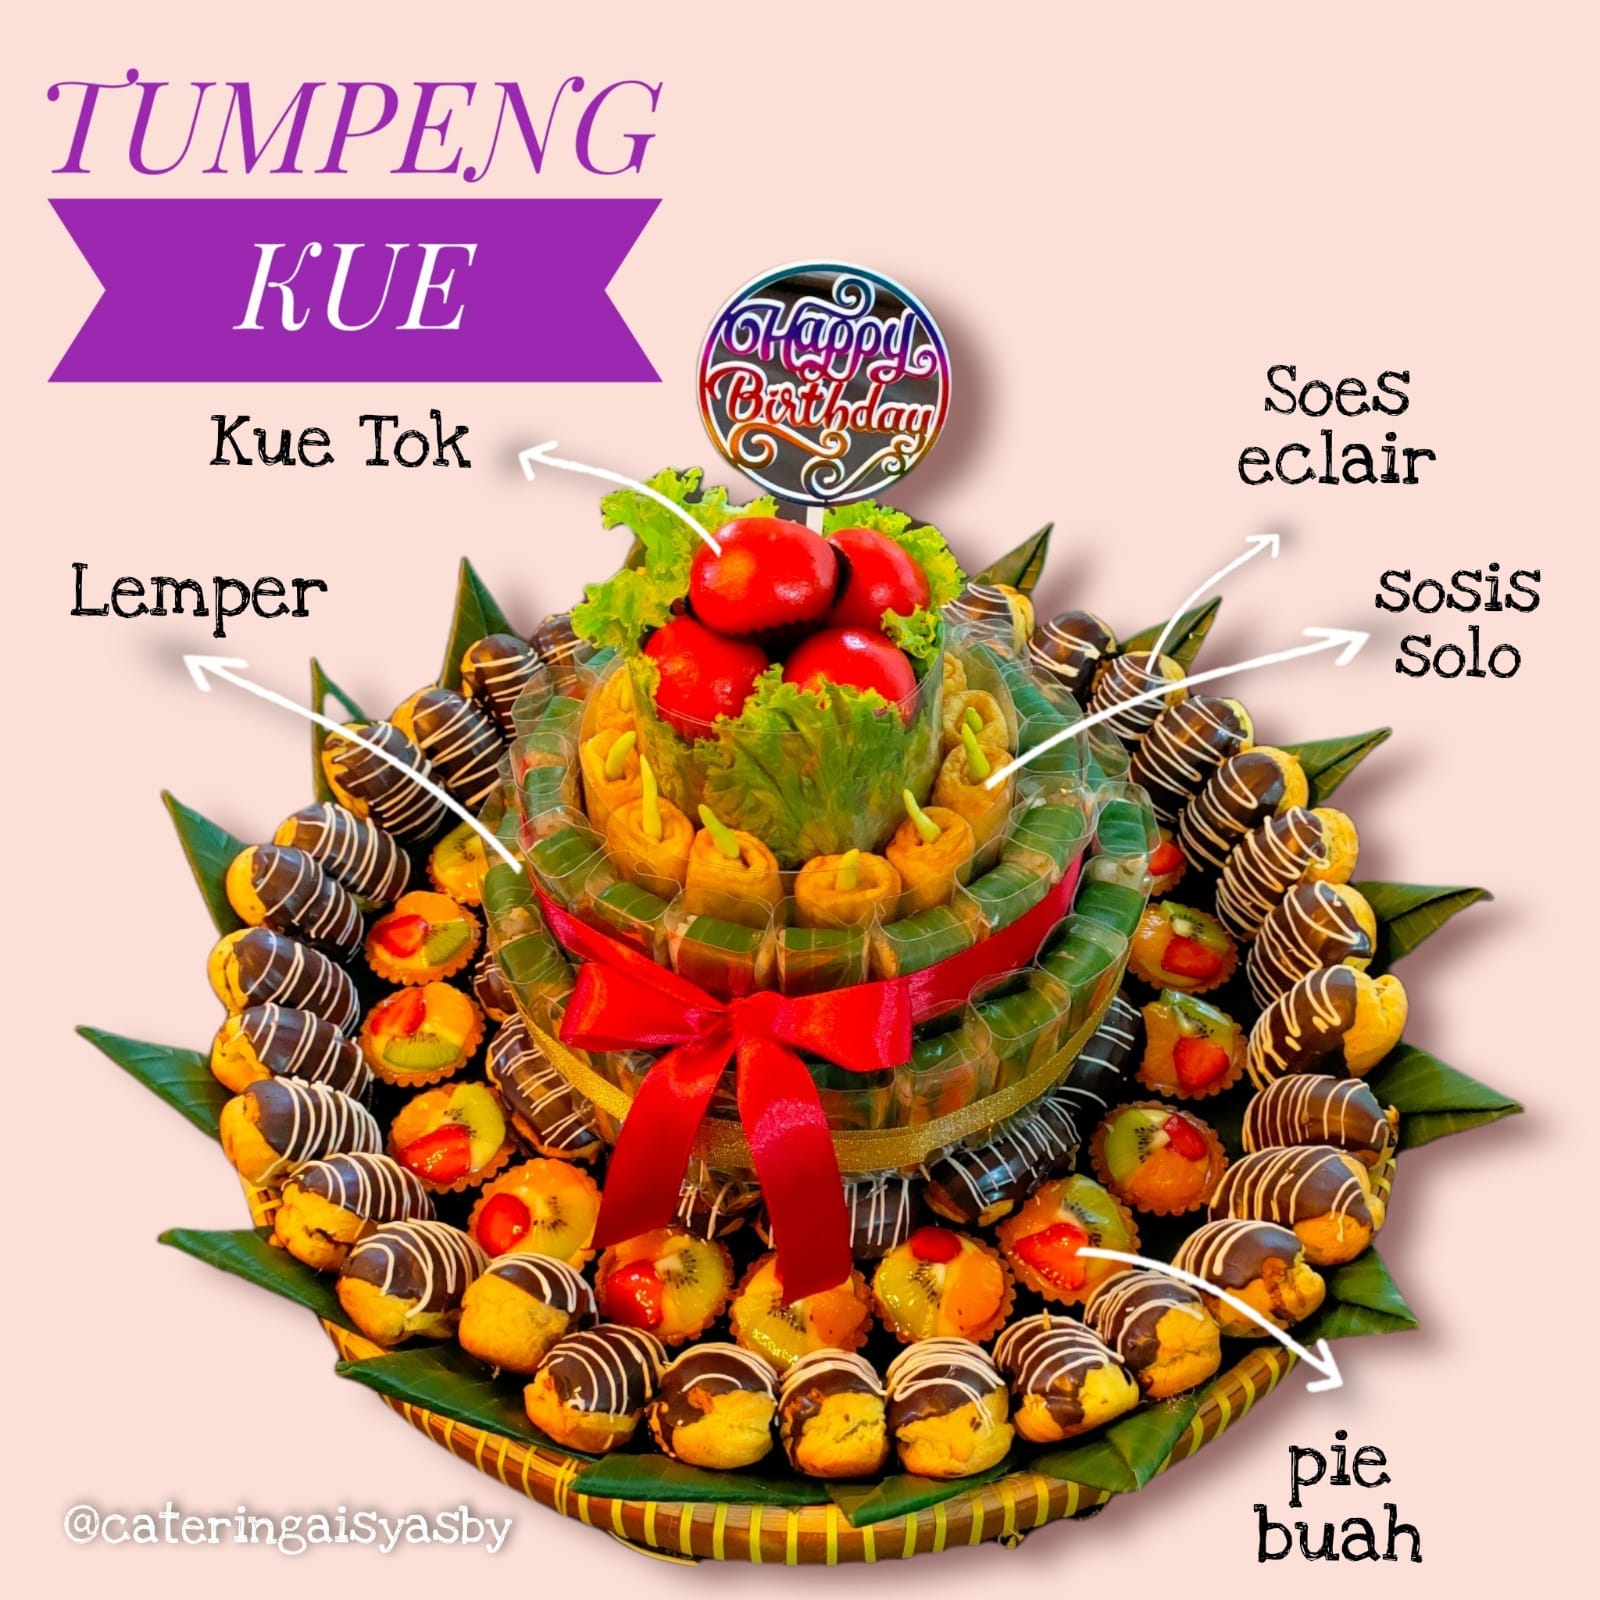 TUMPENG
KUE
Happy
Birthday
Kue Tok
Soes
eclair
Lemper
sosis
solo
pie
buah
@cateringaisyasby